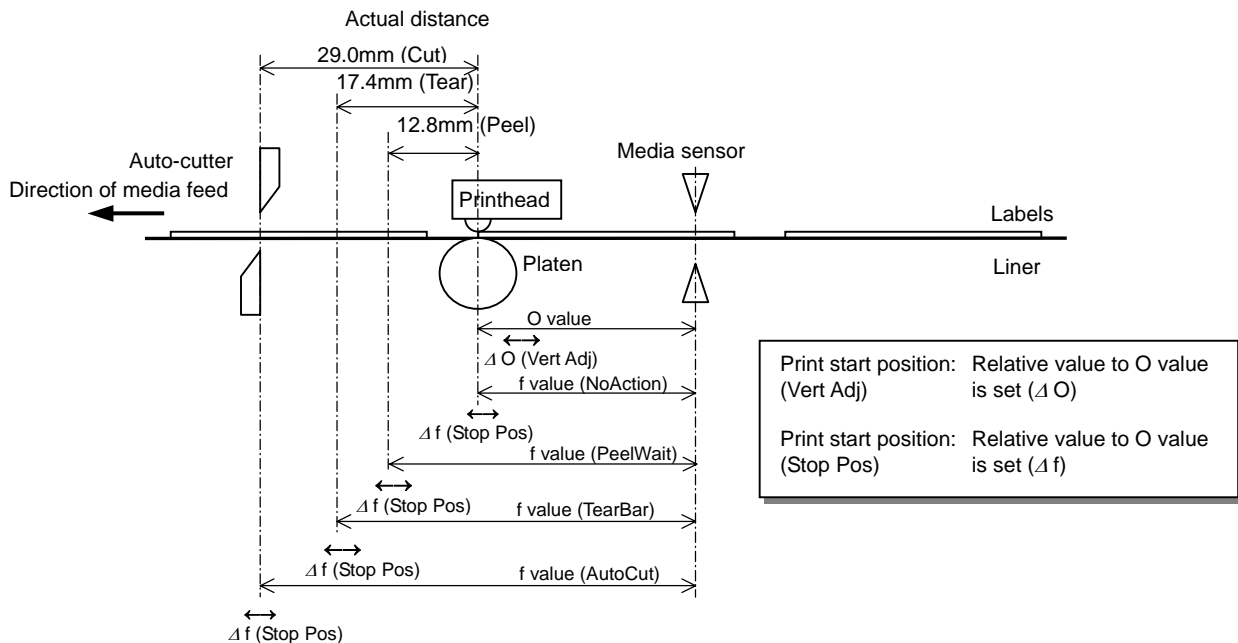 Actual distance
29.0mm (Cut)
17.4mm (Tear)
12.8mm (Peel)
Auto-cutter
Direction of media feed
Media sensor
Printhead
Labels
Platen
Liner
O value
Δ O (Vert Adj)
f value (NoAction)
Δ f (Stop Pos)
f value (PeelWait)
Δ f (Stop Pos)
f value (TearBar)
Δ f (Stop Pos)
f value (AutoCut)
Δ f (Stop Pos)
Print start position: Relative value to O value
(Vert Adj) is set (Δ O)
Print start position: Relative value to O value
(Stop Pos) is set (Δ f)